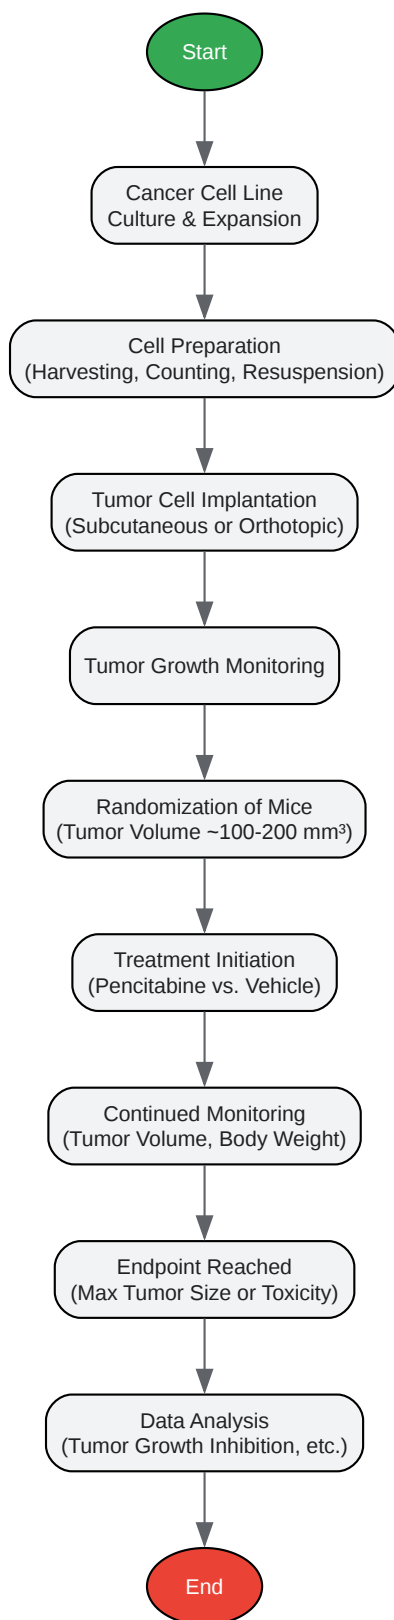 Start
Cancer Cell Line
Culture & Expansion
Cell Preparation
(Harvesting, Counting, Resuspension)
Tumor Cell Implantation
(Subcutaneous or Orthotopic)
Tumor Growth Monitoring
Randomization of Mice
(Tumor Volume ~100-200 mm³)
Treatment Initiation
(Pencitabine vs. Vehicle)
Continued Monitoring
(Tumor Volume, Body Weight)
Endpoint Reached
(Max Tumor Size or Toxicity)
Data Analysis
(Tumor Growth Inhibition, etc.)
End